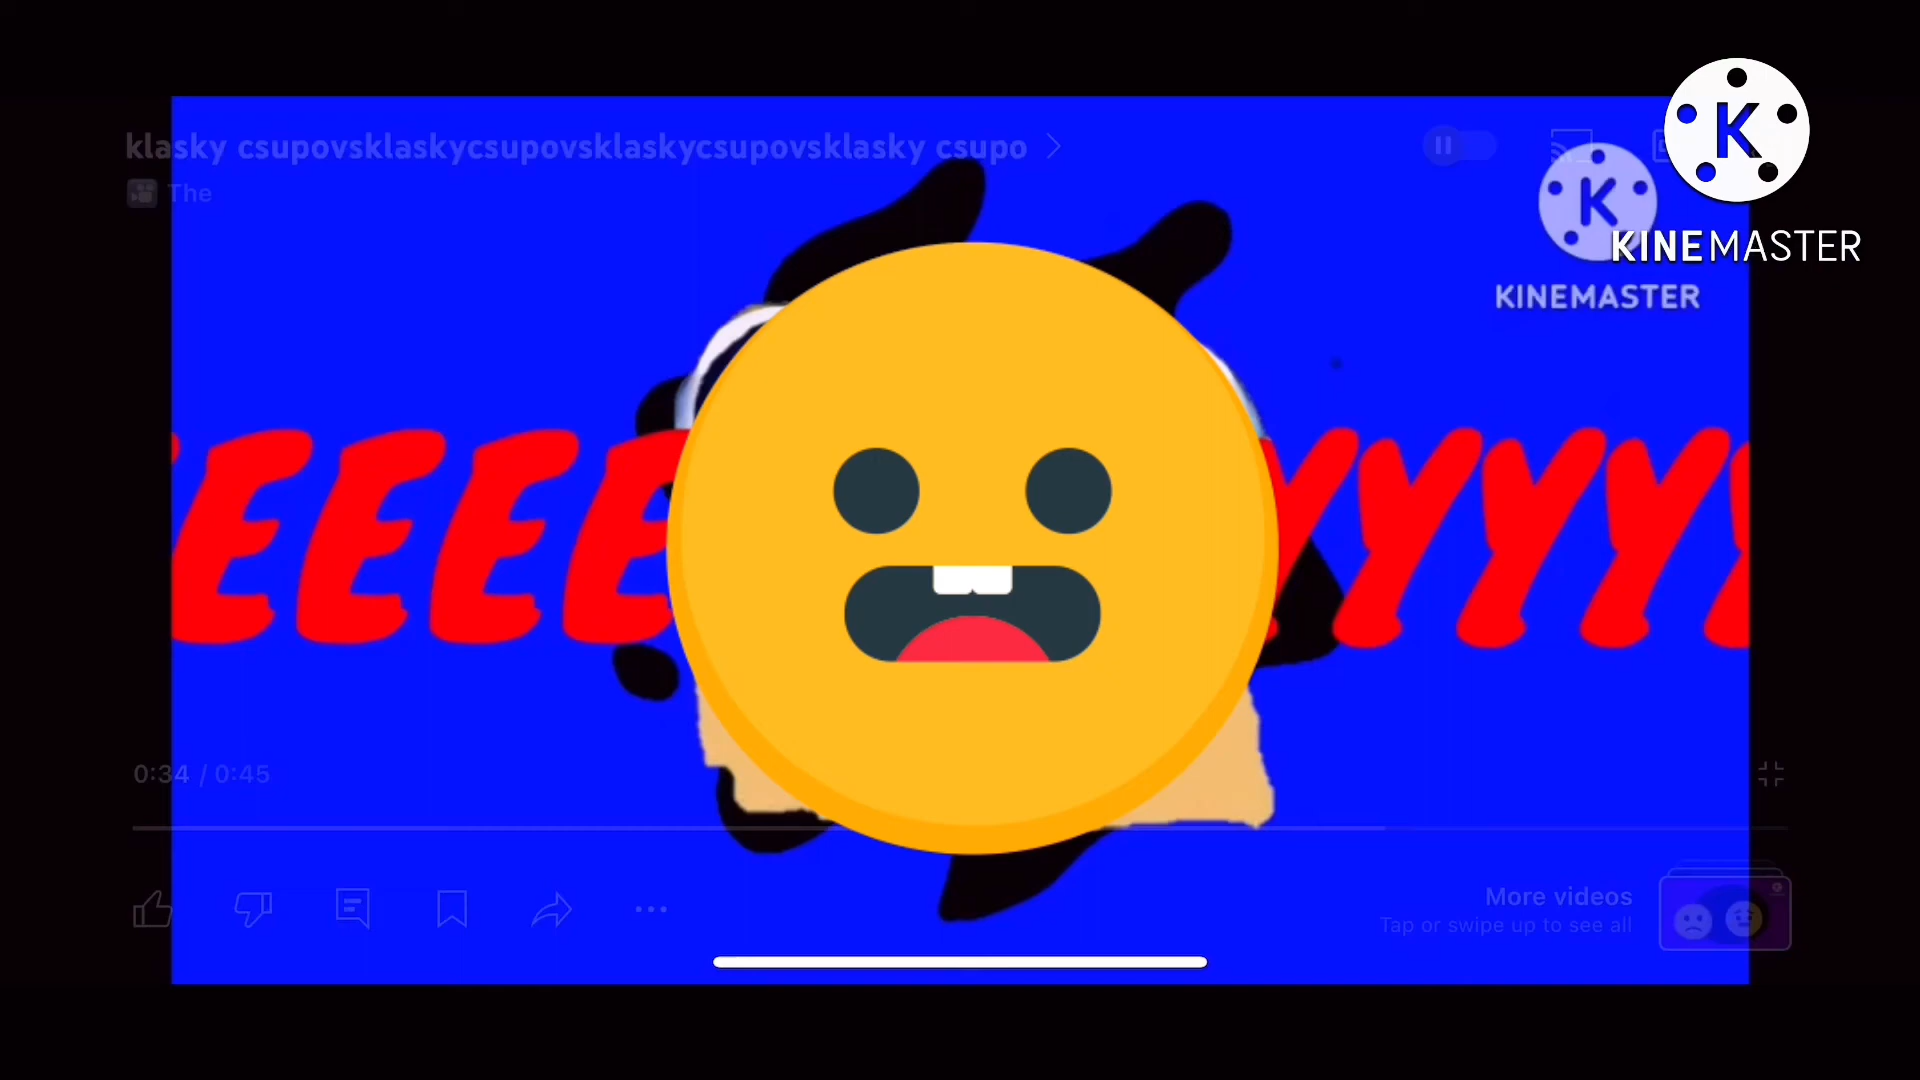 klasky csupovsklaskycsupovsklaskycsupovsklasky csupo
The
K
K
KINEMASTER
KINEMASTER
EEEE
YYYY
0:34 / 0:45
More videos
Tap or swipe up to see all